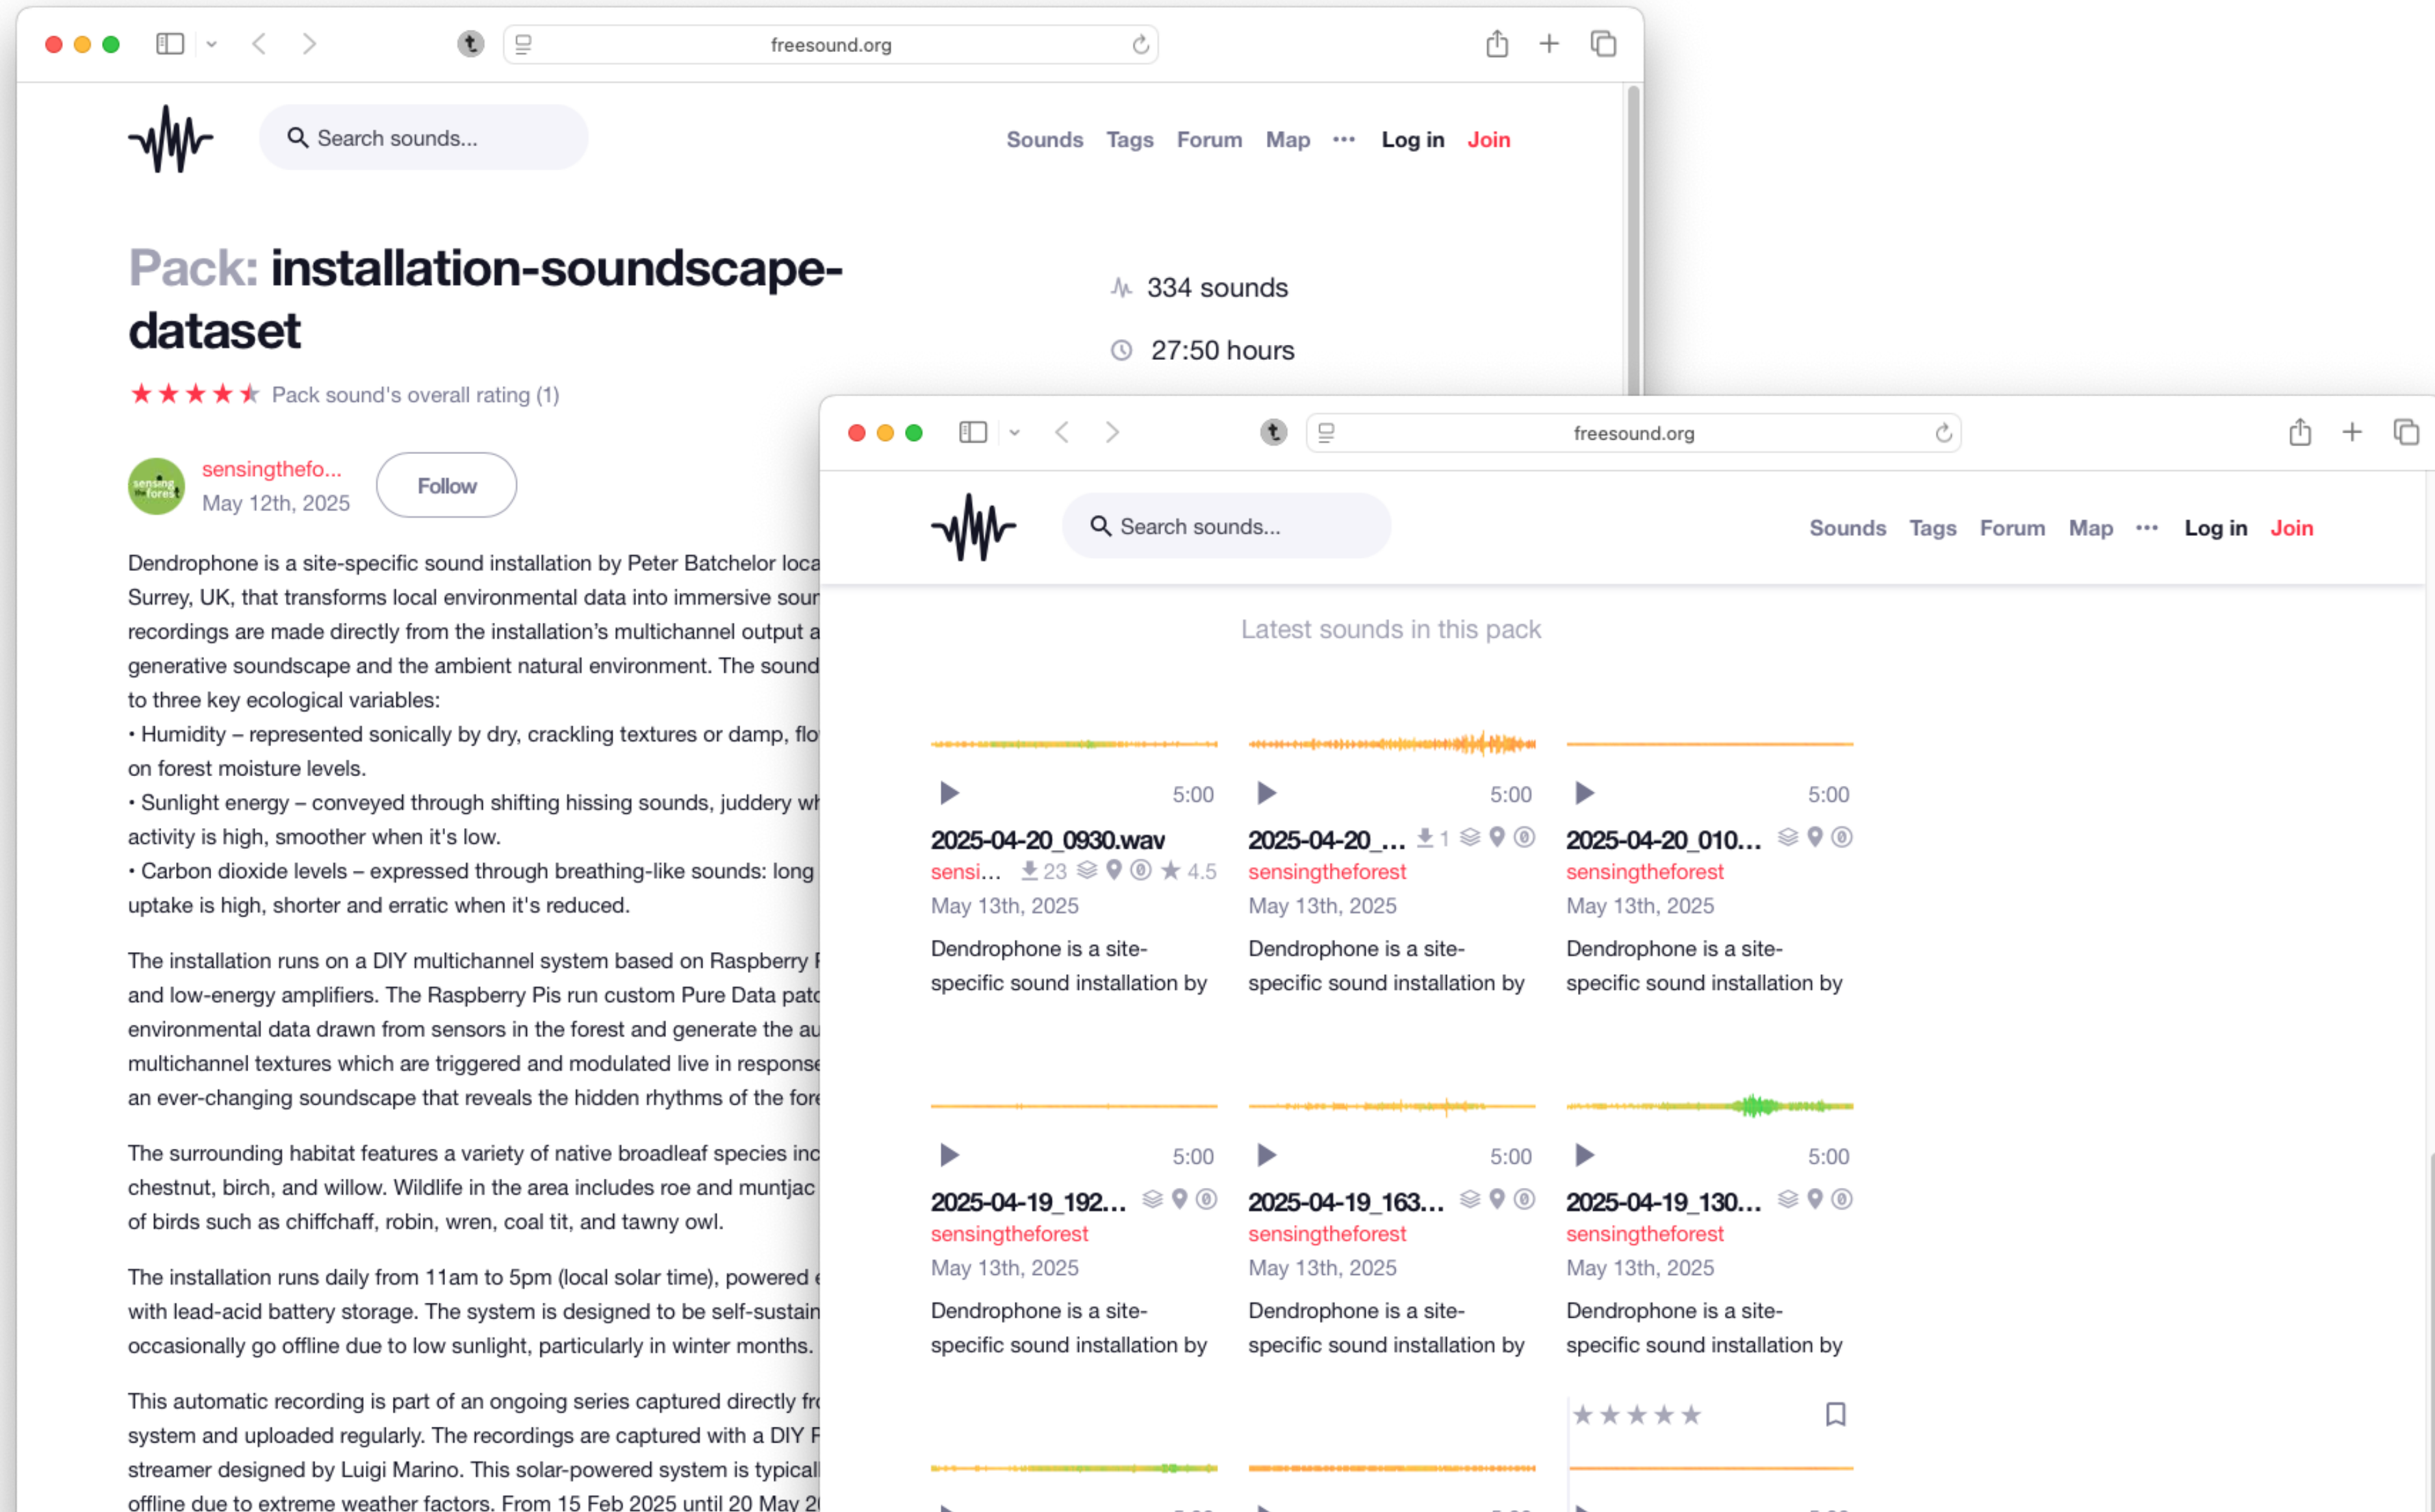 freesound.org
Search sounds...
Sounds Tags Forum Map ... Log in Join
Pack: installation-soundscape-
dataset
334 sounds
27:50 hours
Pack sound's overall rating (1)
sensing
the forest
sensingthefo...
May 12th, 2025
Follow
Dendrophone is a site-specific sound installation by Peter Batchelor
Surrey, UK, that transforms local environmental data into immersive
recordings are made directly from the installation’s multichannel output
generative soundscape and the ambient natural environment. The sound
to three key ecological variables:
• Humidity – represented sonically by dry, crackling textures or damp,
on forest moisture levels.
• Sunlight energy – conveyed through shifting hissing sounds, juddery
activity is high, smoother when it's low.
• Carbon dioxide levels – expressed through breathing-like sounds: long
uptake is high, shorter and erratic when it's reduced.
The installation runs on a DIY multichannel system based on Raspberry
and low-energy amplifiers. The Raspberry Pis run custom Pure Data
environmental data drawn from sensors in the forest and generate the
multichannel textures which are triggered and modulated live in response
an ever-changing soundscape that reveals the hidden rhythms of the
The surrounding habitat features a variety of native broadleaf species
chestnut, birch, and willow. Wildlife in the area includes roe and muntjac
of birds such as chiffchaff, robin, wren, coal tit, and tawny owl.
The installation runs daily from 11am to 5pm (local solar time), powered
with lead-acid battery storage. The system is designed to be
occasionally go offline due to low sunlight, particularly in winter months.
This automatic recording is part of an ongoing series captured directly
system and uploaded regularly. The recordings are captured with a DIY
streamer designed by Luigi Marino. This solar-powered system is
offline due to extreme weather factors. From 15 Feb 2025 until 20 May
freesound.org
Search sounds...
Sounds Tags Forum Map ... Log in Join
Latest sounds in this pack
5:00 5:00 5:00
2025-04-20_0930.wav 2025-04-20_... 1 2025-04-20_010...
sensi... 23 4.5 sensingtheforest sensingtheforest
May 13th, 2025 May 13th, 2025 May 13th, 2025
Dendrophone is a site- Dendrophone is a site- Dendrophone is a site-
specific sound installation by specific sound installation by specific sound installation by
5:00 5:00 5:00
2025-04-19_192... 2025-04-19_163... 2025-04-19_130...
sensingtheforest sensingtheforest sensingtheforest
May 13th, 2025 May 13th, 2025 May 13th, 2025
Dendrophone is a site- Dendrophone is a site- Dendrophone is a site-
specific sound installation by specific sound installation by specific sound installation by